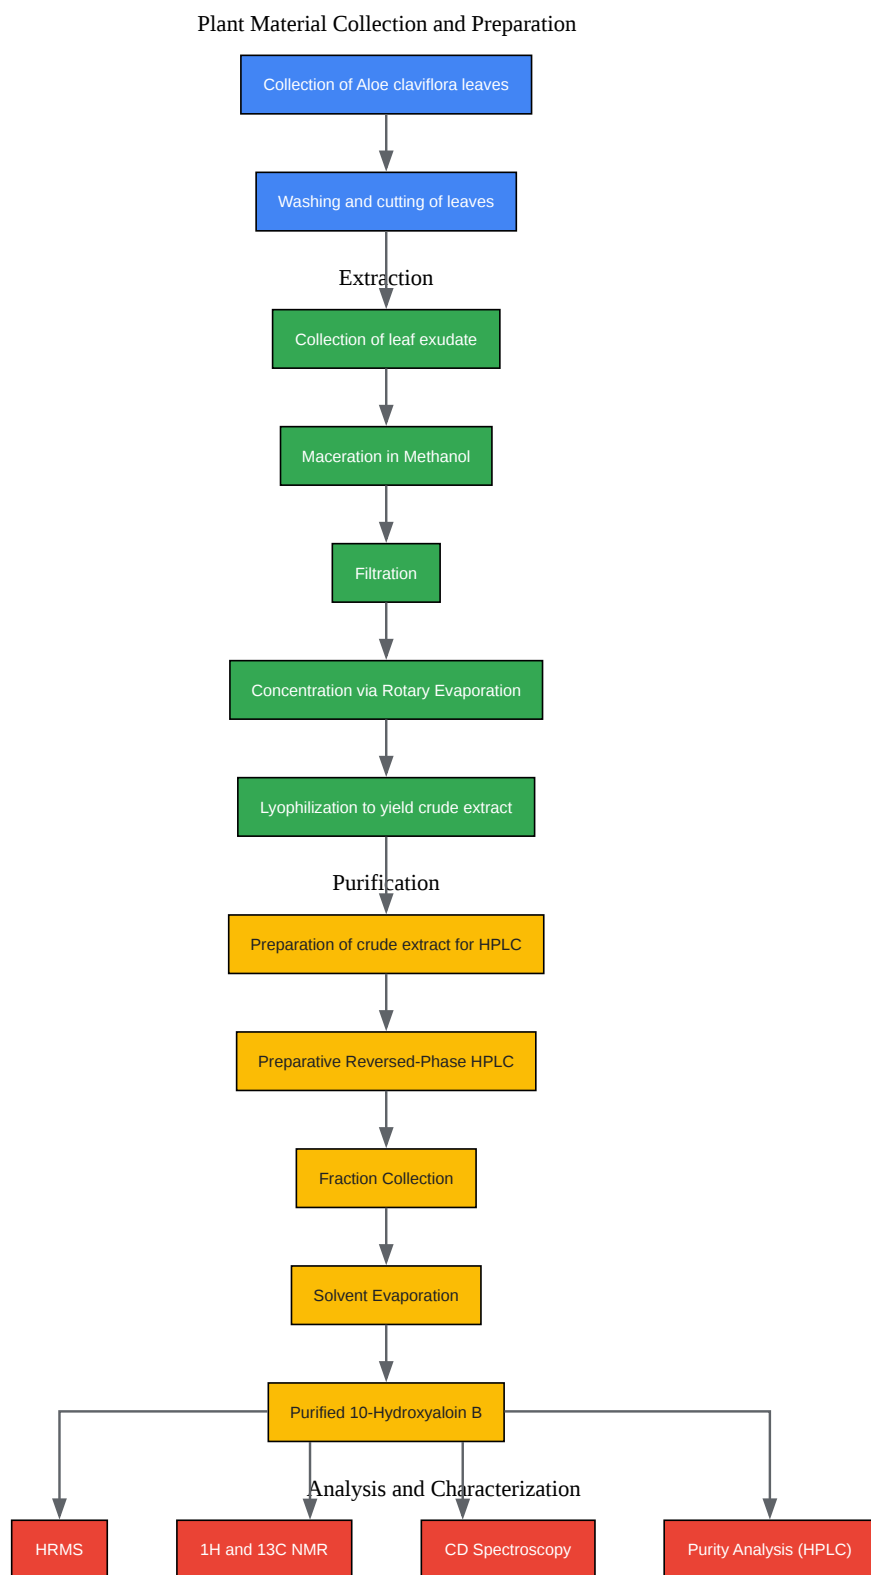 Plant Material Collection and Preparation
Collection of Aloe claviflora leaves
Washing and cutting of leaves
Extraction
Collection of leaf exudate
Maceration in Methanol
Filtration
Concentration via Rotary Evaporation
Lyophilization to yield crude extract
Purification
Preparation of crude extract for HPLC
Preparative Reversed-Phase HPLC
Fraction Collection
Solvent Evaporation
Purified 10-Hydroxyaloin B
Analysis and Characterization
HRMS
1H and 13C NMR
CD Spectroscopy
Purity Analysis (HPLC)